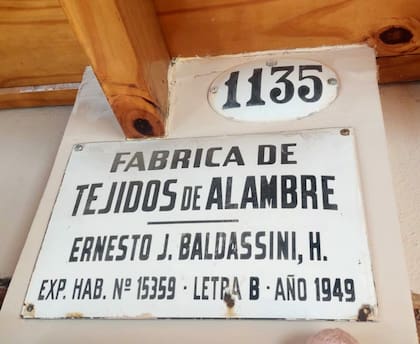 1135
FABRICA DE
TEJIDOS DE ALAMBRE
ERNESTO J. BALDASSINI, H.
EXP. HAB. Nº 15359 · LETRA B · AÑO 1949